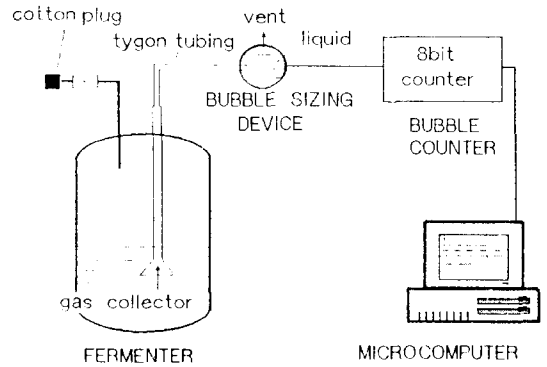 cotton plug
tygon tubing
vent
liquid
8bit
counter
BUBBLE SIZING
DEVICE
BUBBLE
COUNTER
gas collector
FERMENTER
MICROCOMPUTER